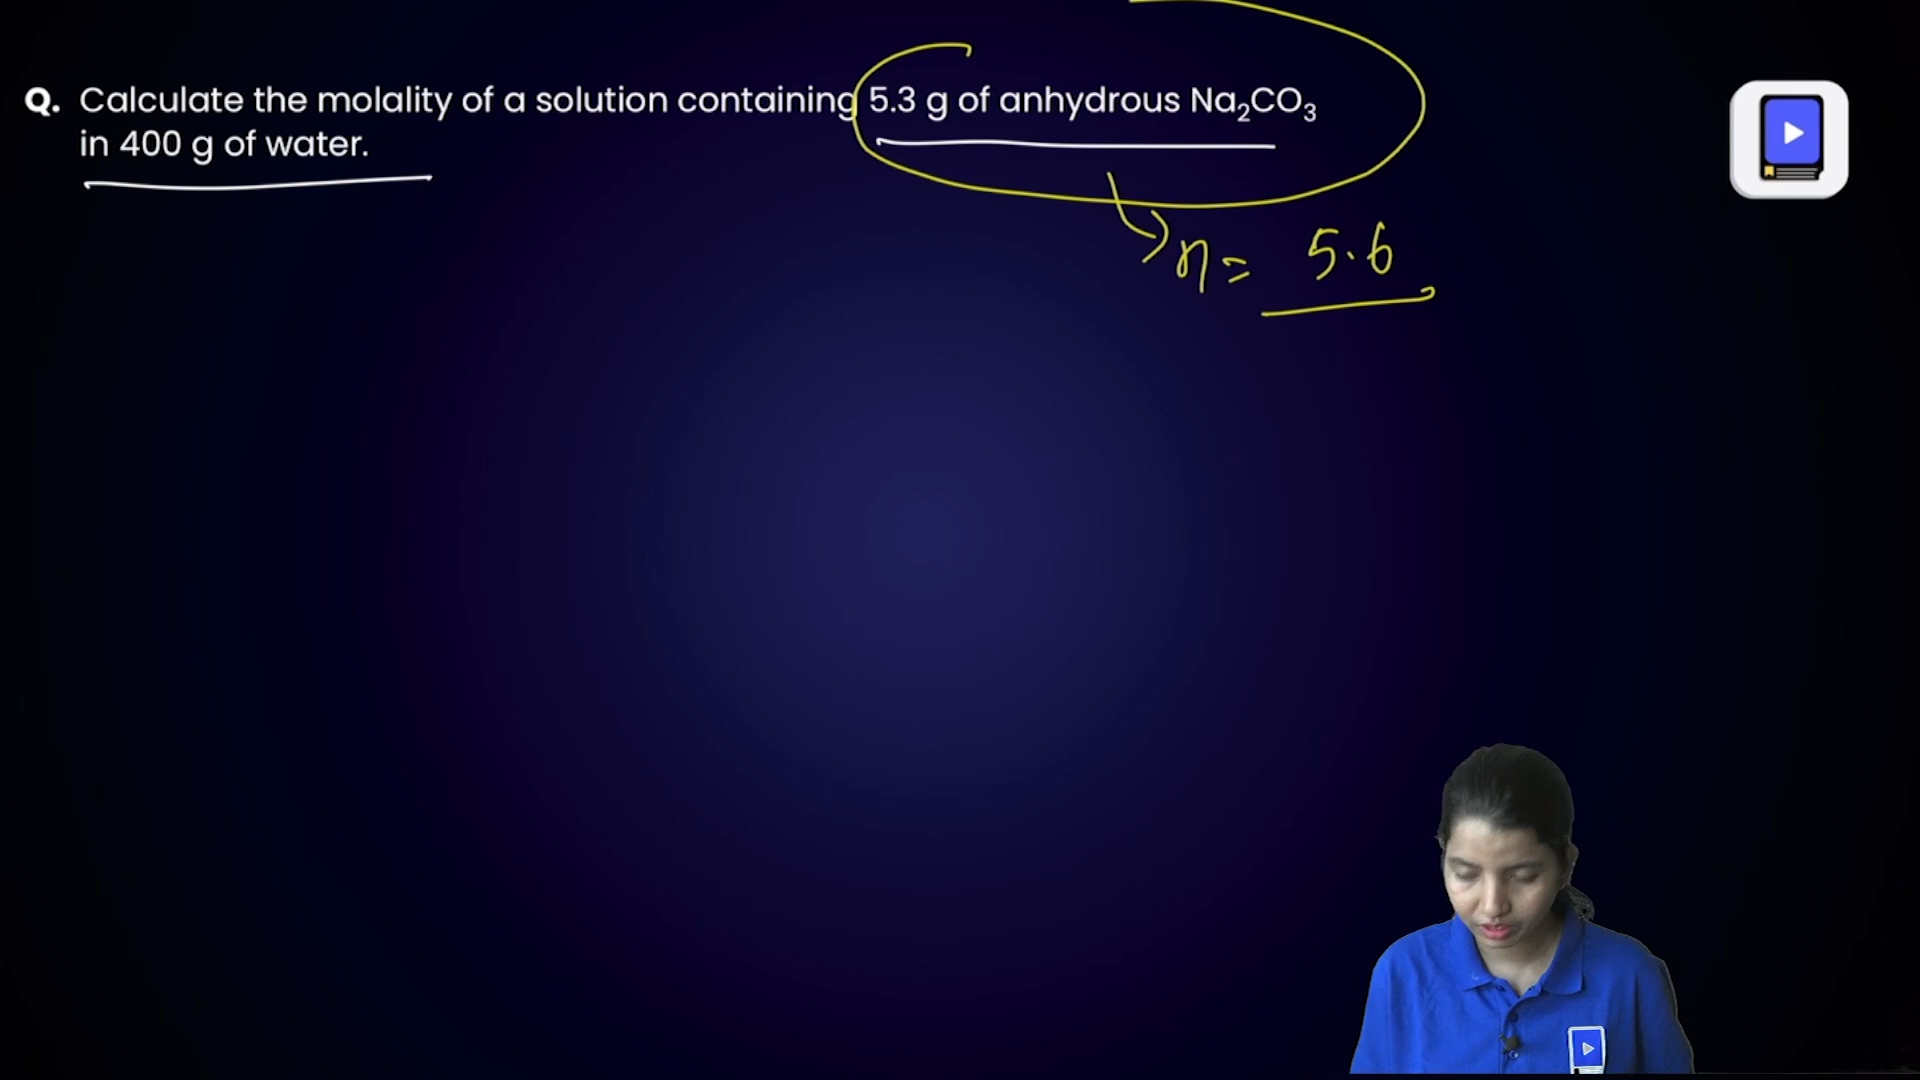 Q. Calculate the molality of a solution containing 5.3 g of anhydrous Na₂CO₃
in 400 g of water.
n = 5.6